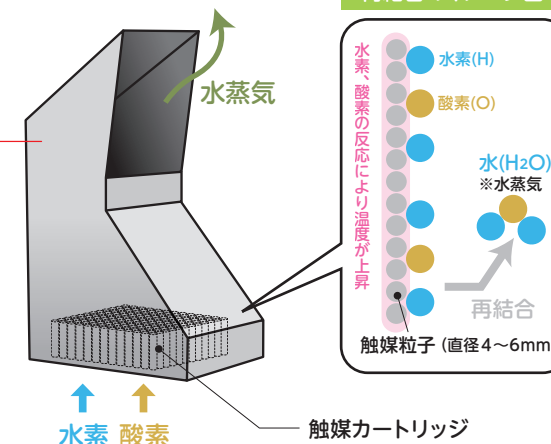 水蒸気
水素、酸素の反応により温度が上昇
水素(H)
酸素(O)
水(H2O)
※水蒸気
再結合
触媒粒子 (直径4～6mm
触媒カートリッジ
水素 酸素